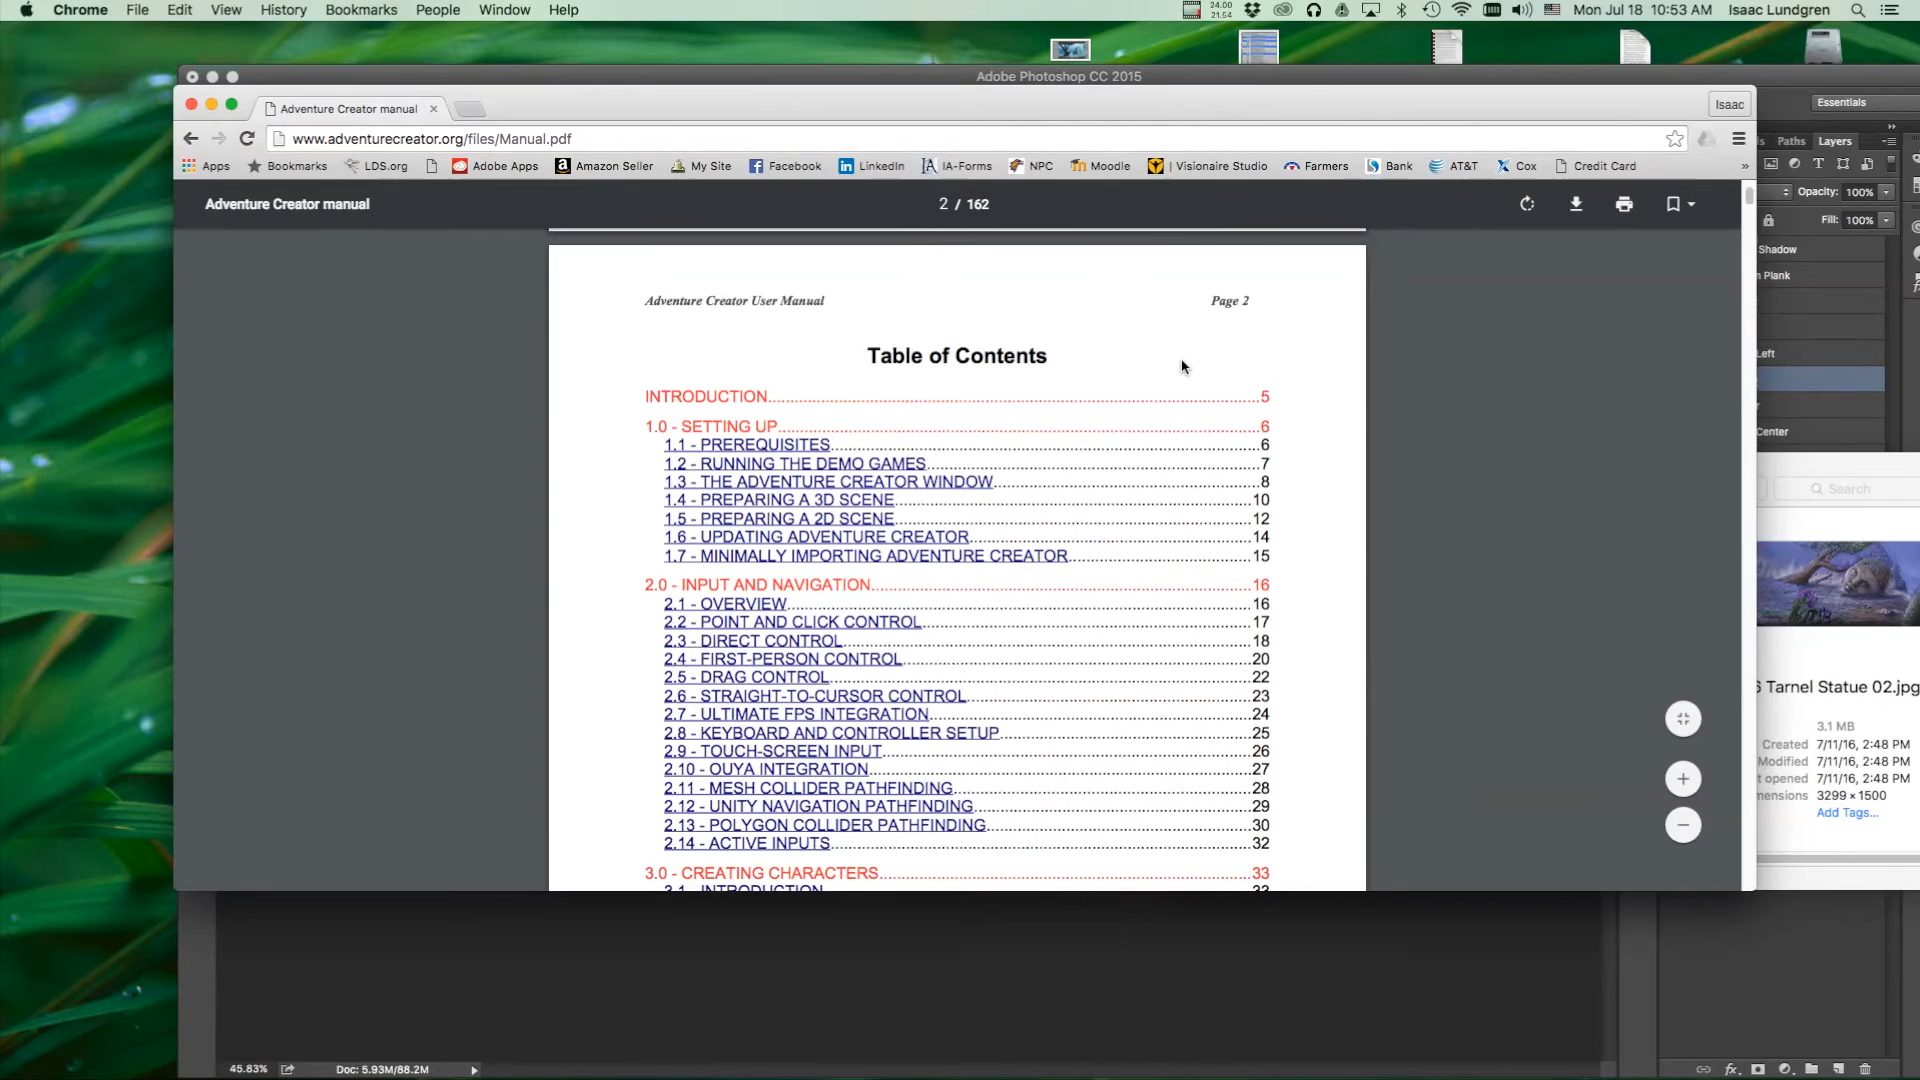 Chrome File Edit View History Bookmarks People Window Help
24.00
21.54
Mon Jul 18 10:53 AM Isaac Lundgren
Adobe Photoshop CC 2015
Adventure Creator manual
Isaac
www.adventurecreator.org/files/Manual.pdf
Apps Bookmarks LDS.org Adobe Apps Amazon Seller My Site Facebook LinkedIn IA-Forms NPC Moodle | Visionaire Studio Farmers Bank AT&T Cox Credit Card »
Adventure Creator manual
2 / 162
Adventure Creator User Manual Page 2
Table of Contents
INTRODUCTION 5
1.0 - SETTING UP 6
1.1 - PREREQUISITES 6
1.2 - RUNNING THE DEMO GAMES 7
1.3 - THE ADVENTURE CREATOR WINDOW 8
1.4 - PREPARING A 3D SCENE 10
1.5 - PREPARING A 2D SCENE 12
1.6 - UPDATING ADVENTURE CREATOR 14
1.7 - MINIMALLY IMPORTING ADVENTURE CREATOR 15
2.0 - INPUT AND NAVIGATION 16
2.1 - OVERVIEW 16
2.2 - POINT AND CLICK CONTROL 17
2.3 - DIRECT CONTROL 18
2.4 - FIRST-PERSON CONTROL 20
2.5 - DRAG CONTROL 22
2.6 - STRAIGHT-TO-CURSOR CONTROL 23
2.7 - ULTIMATE FPS INTEGRATION 24
2.8 - KEYBOARD AND CONTROLLER SETUP 25
2.9 - TOUCH-SCREEN INPUT 26
2.10 - OUYA INTEGRATION 27
2.11 - MESH COLLIDER PATHFINDING 28
2.12 - UNITY NAVIGATION PATHFINDING 29
2.13 - POLYGON COLLIDER PATHFINDING 30
2.14 - ACTIVE INPUTS 32
3.0 - CREATING CHARACTERS 33
3.1 - INTRODUCTION 33
Essentials
Paths Layers
Opacity: 100%
Fill: 100%
Shadow
Plank
Left
Center
Search
Tarnel Statue 02.jpg
3.1 MB
Created 7/11/16, 2:48 PM
Modified 7/11/16, 2:48 PM
opened 7/11/16, 2:48 PM
3299 × 1500
Add Tags...
45.83% Doc: 5.93M/88.2M
fx